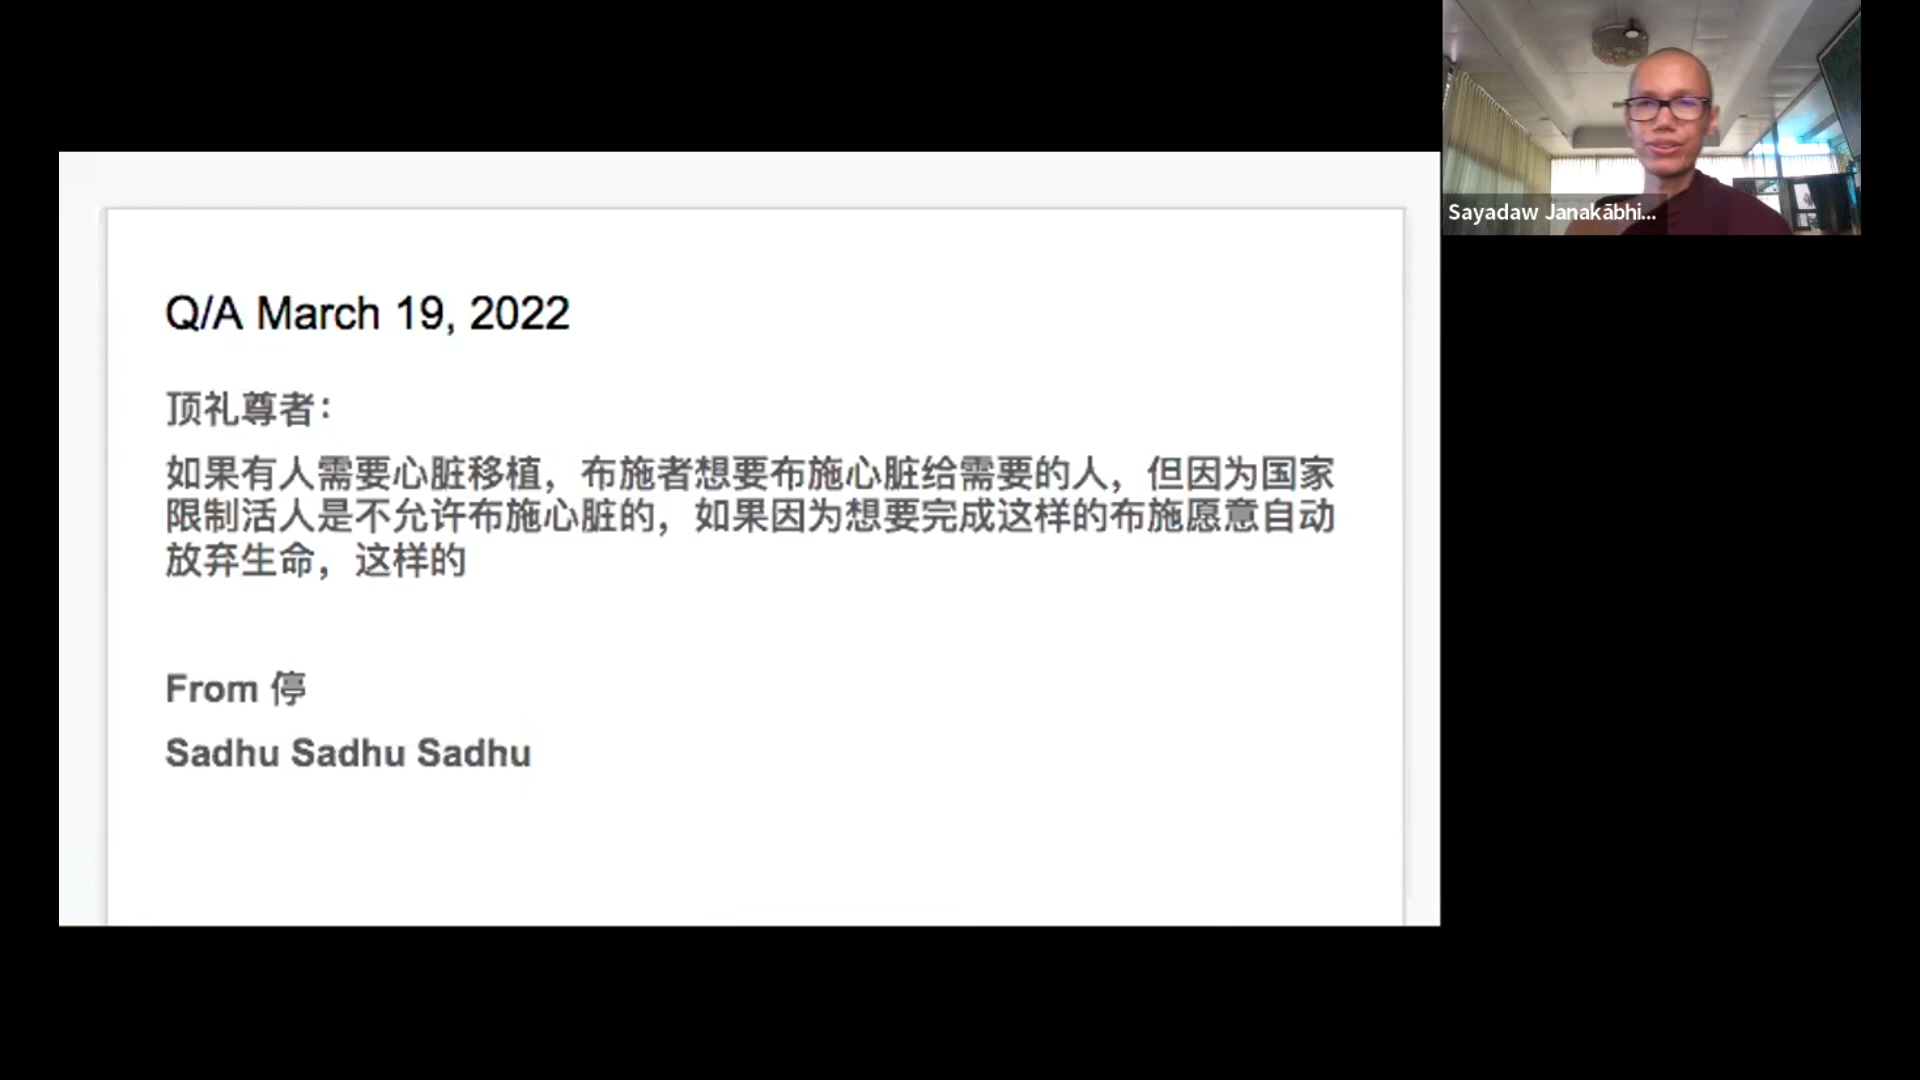 Sayadaw Janakābhi...
Q/A March 19, 2022
顶礼尊者：
如果有人需要心脏移植，布施者想要布施心脏给需要的人，但因为国家
限制活人是不允许布施心脏的，如果因为想要完成这样的布施愿意自动
放弃生命，这样的
From 停
Sadhu Sadhu Sadhu